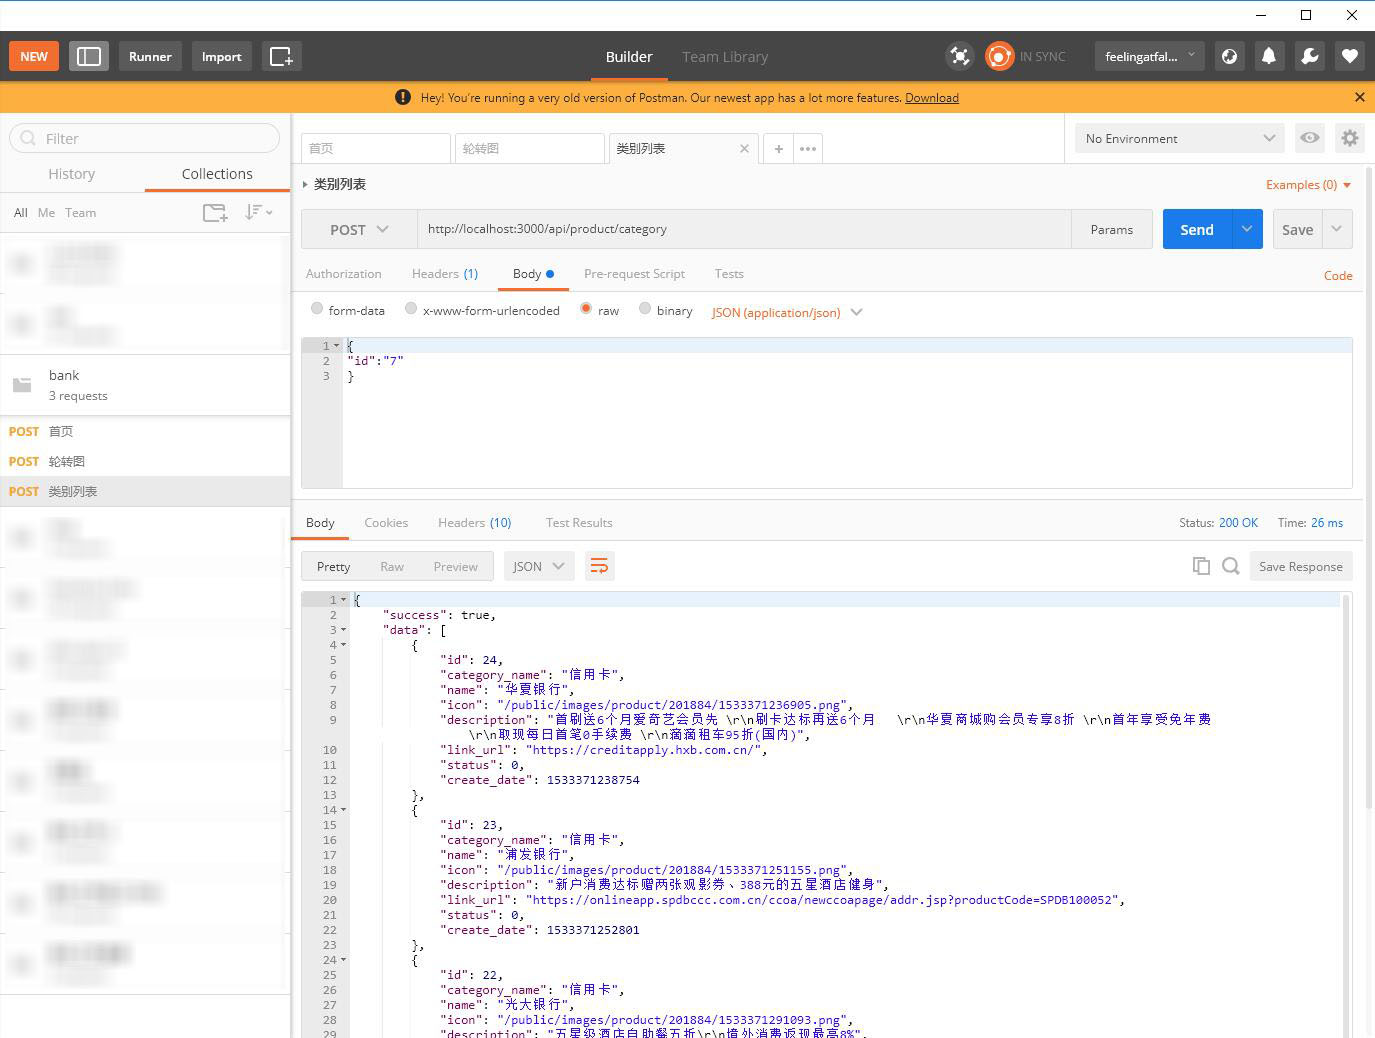 NEW
Runner
Import
Builder
Team Library
IN SYNC
feelingatfal...
Hey! You're running a very old version of Postman. Our newest app has a lot more features. Download
Filter
History
Collections
All Me Team
bank
3 requests
POST 首页
POST 轮转图
POST 类别列表
首页
轮转图
类别列表
No Environment
类别列表
Examples (0)
POST
http://localhost:3000/api/product/category
Params
Send
Save
Authorization
Headers (1)
Body
Pre-request Script
Tests
Code
form-data
x-www-form-urlencoded
raw
binary
JSON (application/json)
1 {
2 "id":"7"
3 }
Body
Cookies
Headers (10)
Test Results
Status: 200 OK
Time: 26 ms
Pretty
Raw
Preview
JSON
Save Response
1 {
2 "success": true,
3 "data": [
4 {
5 "id": 24,
6 "category_name": "信用卡",
7 "name": "华夏银行",
8 "icon": "/public/images/product/201884/1533371236905.png",
9 "description": "首刷送6个月爱奇艺会员先 \r\n刷卡达标再送6个月 \r\n华夏商城购会员专享8折 \r\n首年享受免年费
\r\n取现每日首笔0手续费 \r\n滴滴租车95折(国内)",
10 "link_url": "https://creditapply.hxb.com.cn/",
11 "status": 0,
12 "create_date": 1533371238754
13 },
14 {
15 "id": 23,
16 "category_name": "信用卡",
17 "name": "浦发银行",
18 "icon": "/public/images/product/201884/1533371251155.png",
19 "description": "新户消费达标赠两张观影券、388元的五星酒店健身",
20 "link_url": "https://onlineapp.spdbccc.com.cn/ccoa/newccoapage/addr.jsp?productCode=SPDB100052",
21 "status": 0,
22 "create_date": 1533371252801
23 },
24 {
25 "id": 22,
26 "category_name": "信用卡",
27 "name": "光大银行",
28 "icon": "/public/images/product/201884/1533371291093.png",
29 "description": "五星级酒店自助餐五折\r\n境外消费返现最高8%",